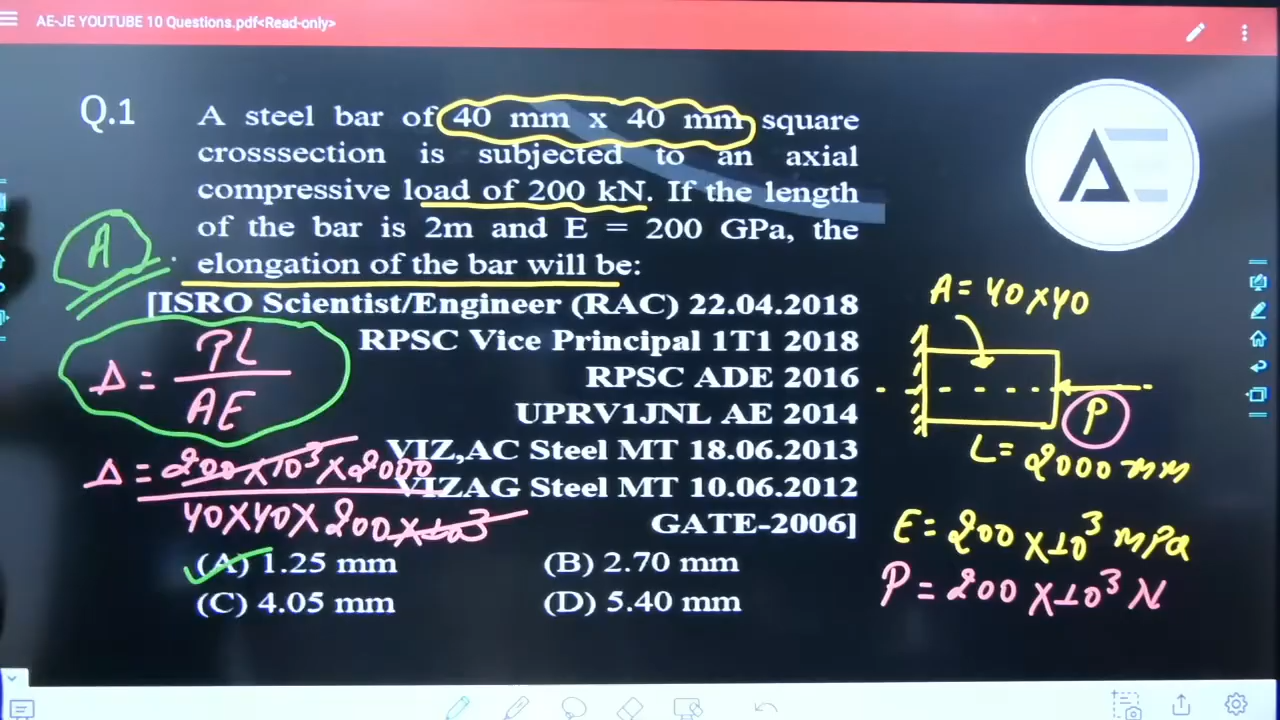 AE-JE YOUTUBE 10 Questions.pdf<Read-only>
Q.1
A steel bar of 40 mm x 40 mm square
crosssection is subjected to an axial
compressive load of 200 kN. If the length
of the bar is 2m and E = 200 GPa, the
elongation of the bar will be:
[ISRO Scientist/Engineer (RAC) 22.04.2018
RPSC Vice Principal 1T1 2018
RPSC ADE 2016
UPRV1JNL AE 2014
VIZ,AC Steel MT 18.06.2013
VIZAG Steel MT 10.06.2012
GATE-2006]
(A) 1.25 mm (B) 2.70 mm
(C) 4.05 mm (D) 5.40 mm
A
Δ = PL
AE
Δ = 200×10³×2000
40×40×200×10³
AE
A = 40×40
P
L = 2000 mm
E = 200×10³ MPa
P = 200×10³ N